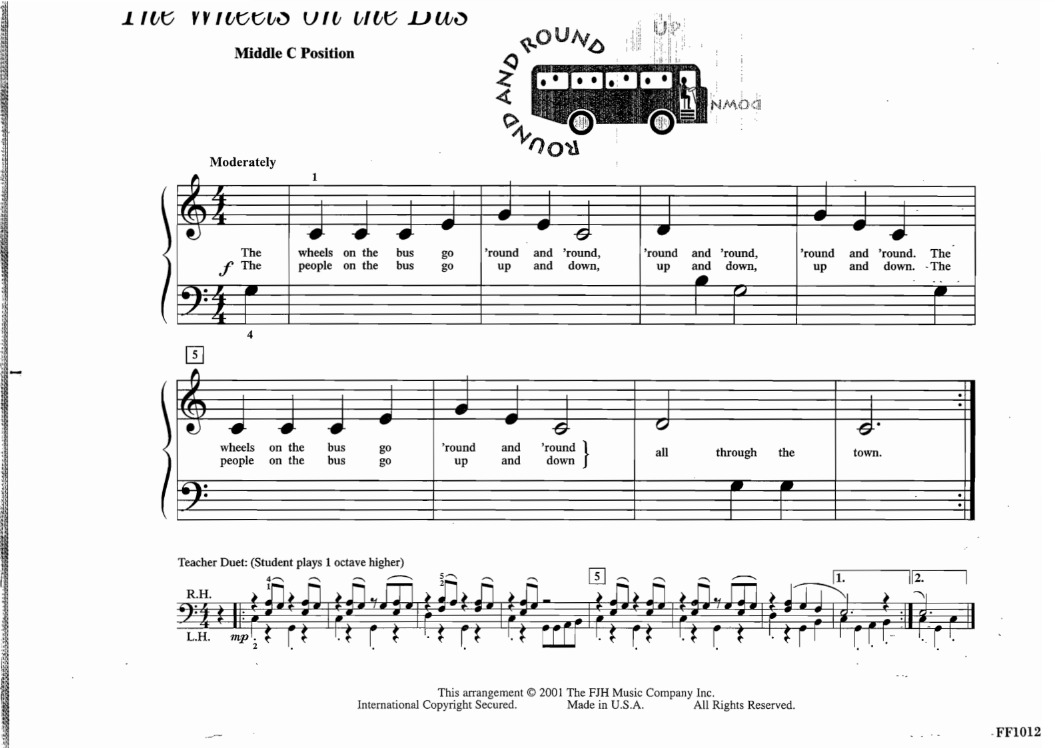 The Wheels on the Bus
Middle C Position
ROUND AND ROUND
UP
DOWN
Moderately
1
The wheels on the bus go 'round and 'round, 'round and 'round, 'round and 'round. The
f The people on the bus go up and down, up and down, up and down. The
4
5
wheels on the bus go 'round and 'round } all through the town.
people on the bus go up and down
Teacher Duet: (Student plays 1 octave higher)
R.H.
L.H.
mp
4
1
2
5
2
5
1.
2.
This arrangement © 2001 The FJH Music Company Inc.
International Copyright Secured. Made in U.S.A. All Rights Reserved.
FF1012